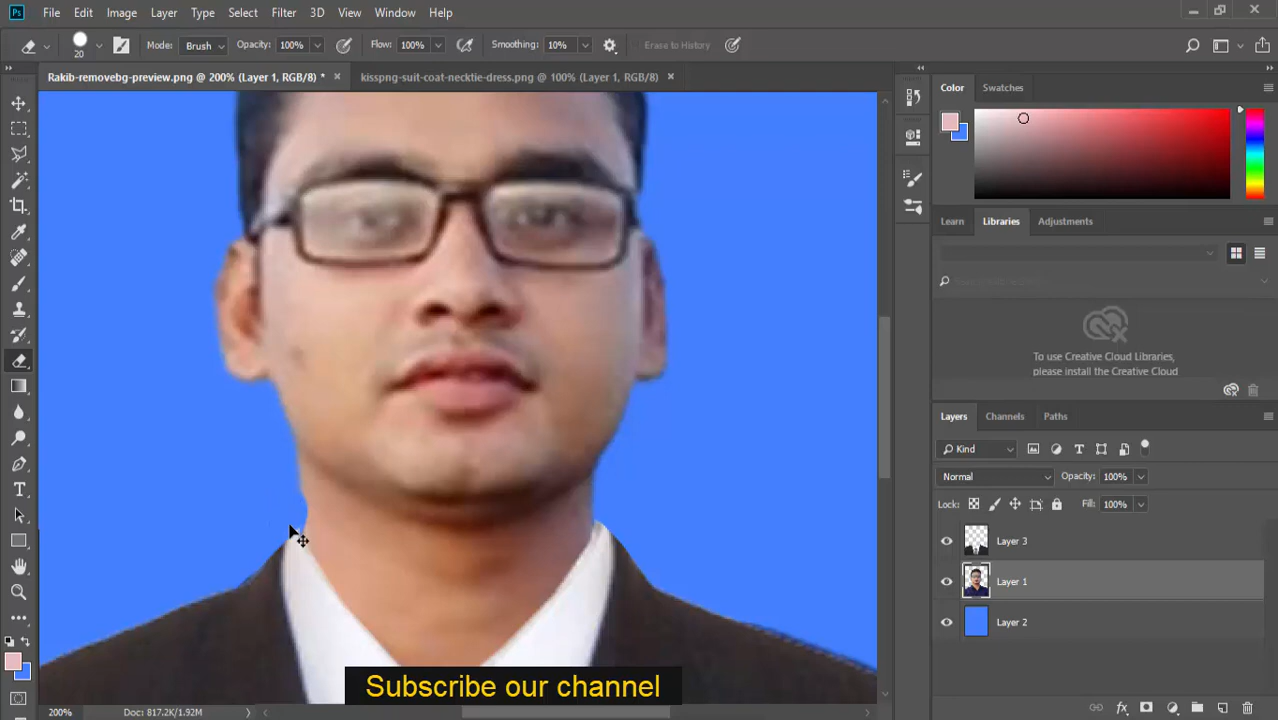 Ps File Edit Image Layer Type Select Filter 3D View Window Help
20 Mode: Brush Opacity: 100% Flow: 100% Smoothing: 10% Erase to History
Rakib-removebg-preview.png @ 200% (Layer 1, RGB/8) * × kisspng-suit-coat-necktie-dress.png @ 100% (Layer 1, RGB/8) ×
Color Swatches
Learn Libraries Adjustments
To use Creative Cloud Libraries,
please install the Creative Cloud
Layers Channels Paths
Kind
Normal Opacity: 100%
Lock: Fill: 100%
Layer 3
Layer 1
Layer 2
Subscribe our channel
200% Doc: 817.2K/1.92M